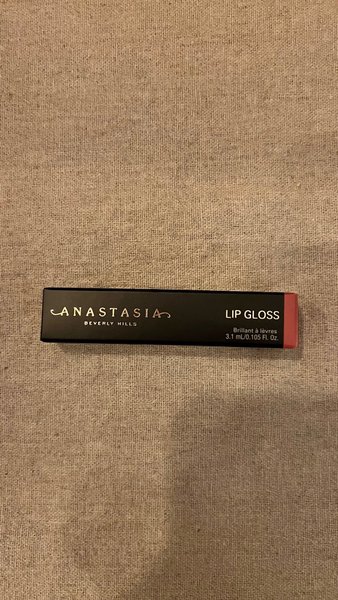 ANASTASIA
BEVERLY HILLS
LIP GLOSS
Brillant à lèvres
3.1 mL/0.105 Fl. Oz.